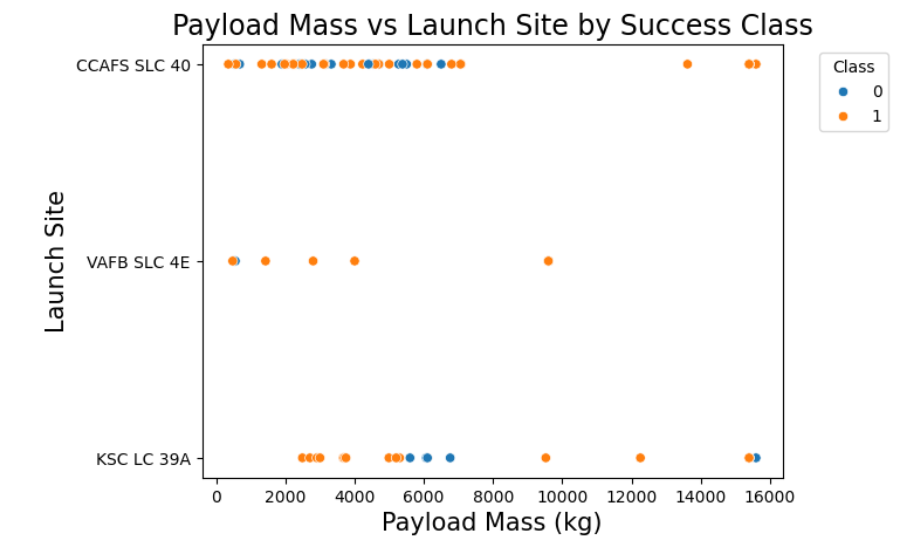 Payload Mass vs Launch Site by Success Class
CCAFS SLC 40
VAFB SLC 4E
KSC LC 39A
Launch Site
0 2000 4000 6000 8000 10000 12000 14000 16000
Payload Mass (kg)
Class
0
1